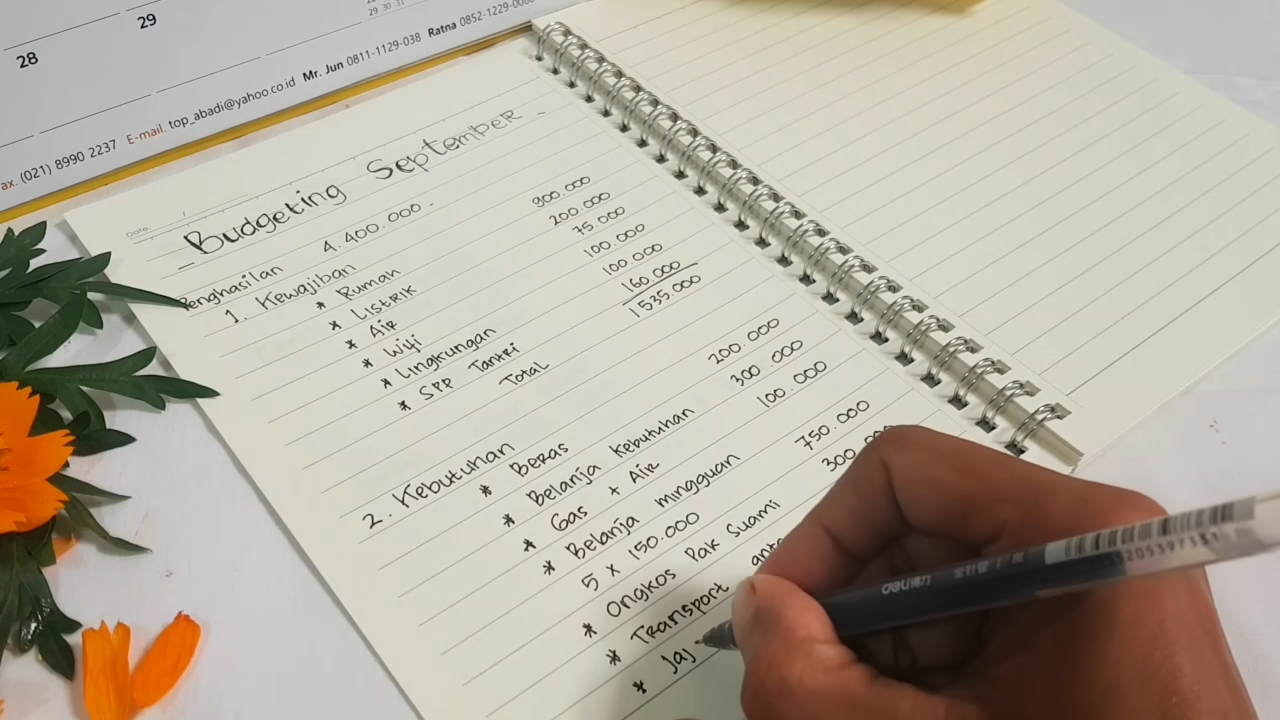 28
29
29 30 31
ax. (021) 8990 2237 E-mail. top_abadi@yahoo.co.id Mr. Jun 0811-1129-038 Ratna 0852-1229-
Date.
Budgeting September
Penghasilan 4.400.000-
1. Kewajiban
* Rumah 900.000
* Listrik 200.000
* Air 75.000
* Wifi 100.000
* Lingkungan 100.000
* SPP Tantri 160.000
Total 1535.000
2. Kebutuhan
* Beras 200.000
* Belanja Kebutuhan 300.000
* Gas + Air 100.000
* Belanja mingguan 750.000
5 x 150.000
* Ongkos Pak Suami 300
* Transport
* Jaj
deli